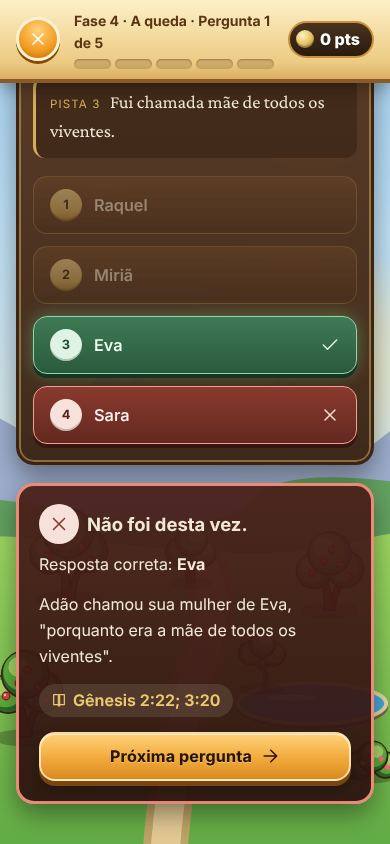 Fase 4 · A queda · Pergunta 1
de 5
0 pts
PISTA 3 Fui chamada mãe de todos os
viventes.
1 Raquel
2 Miriã
3 Eva
4 Sara
Não foi desta vez.
Resposta correta: Eva
Adão chamou sua mulher de Eva,
"porquanto era a mãe de todos os
viventes".
Gênesis 2:22; 3:20
Próxima pergunta